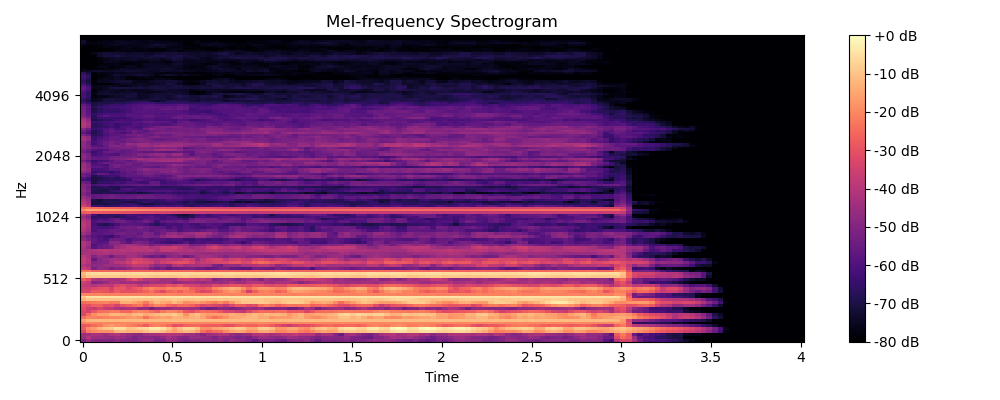 Mel-frequency Spectrogram
+0 dB
-10 dB
-20 dB
-30 dB
-40 dB
-50 dB
-60 dB
-70 dB
-80 dB
Hz
4096
2048
1024
512
0
0 0.5 1 1.5 2 2.5 3 3.5 4
Time